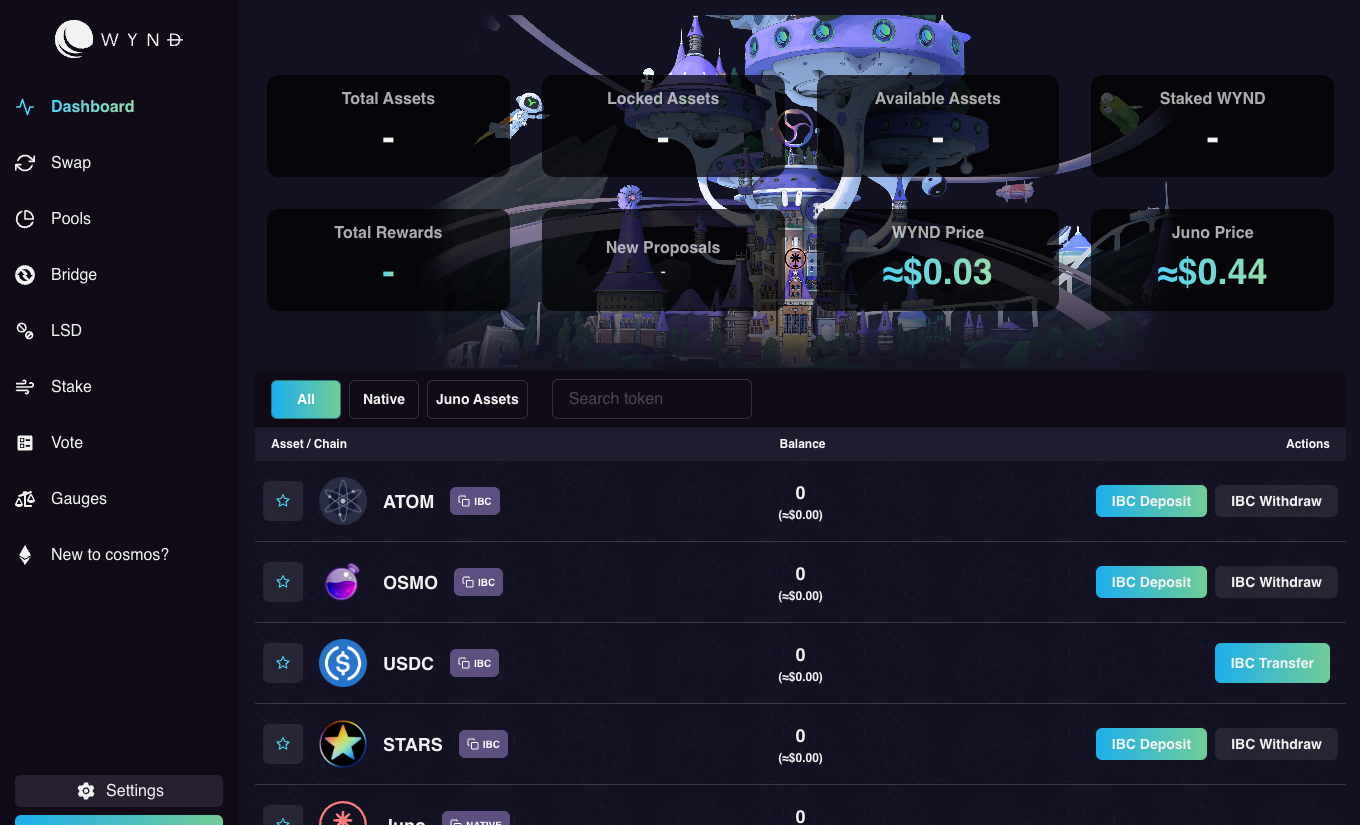 WYND
Dashboard
Swap
Pools
Bridge
LSD
Stake
Vote
Gauges
New to cosmos?
Settings
Total Assets
-
Locked Assets
-
Available Assets
-
Staked WYND
-
Total Rewards
-
New Proposals
-
WYND Price
≈$0.03
Juno Price
≈$0.44
All
Native
Juno Assets
Search token
Asset / Chain
Balance
Actions
ATOM
IBC
0
(≈$0.00)
IBC Deposit
IBC Withdraw
OSMO
IBC
0
(≈$0.00)
IBC Deposit
IBC Withdraw
USDC
IBC
0
(≈$0.00)
IBC Transfer
STARS
IBC
0
(≈$0.00)
IBC Deposit
IBC Withdraw
Juno
NATIVE
0